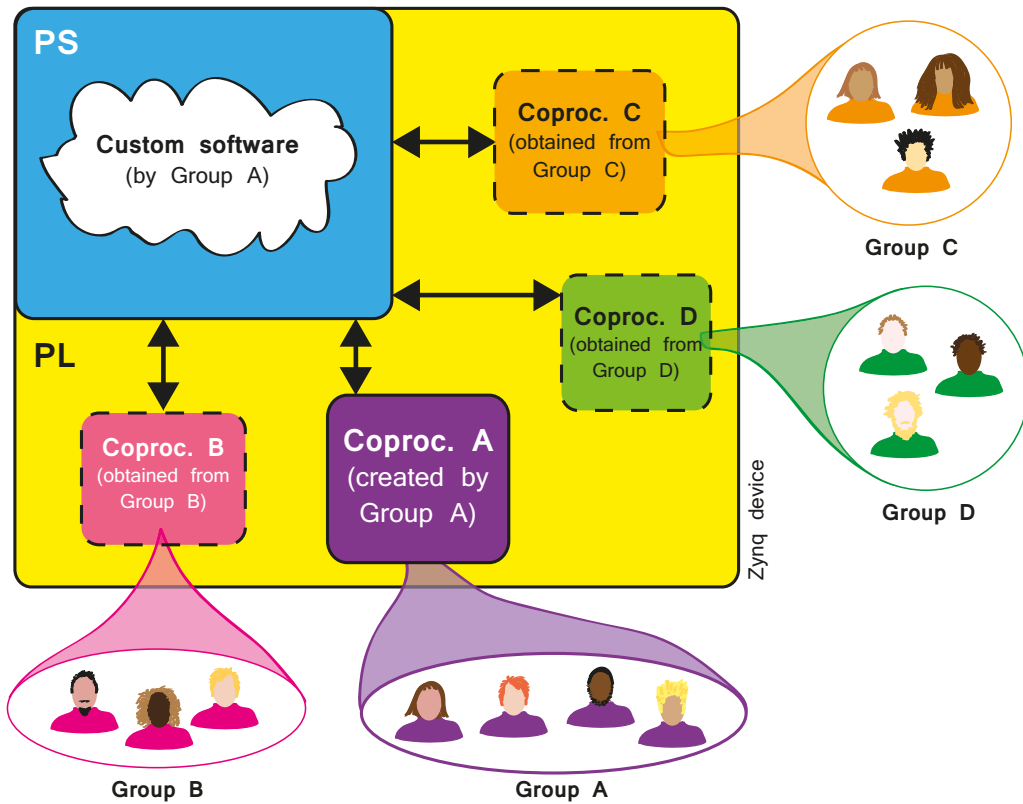 PS
Custom software
(by Group A)
Coproc. C
(obtained from
Group C)
Group C
PL
Coproc. D
(obtained from
Group D)
Group D
Coproc. B
(obtained from
Group B)
Coproc. A
(created by
Group A)
Zynq device
Group B
Group A